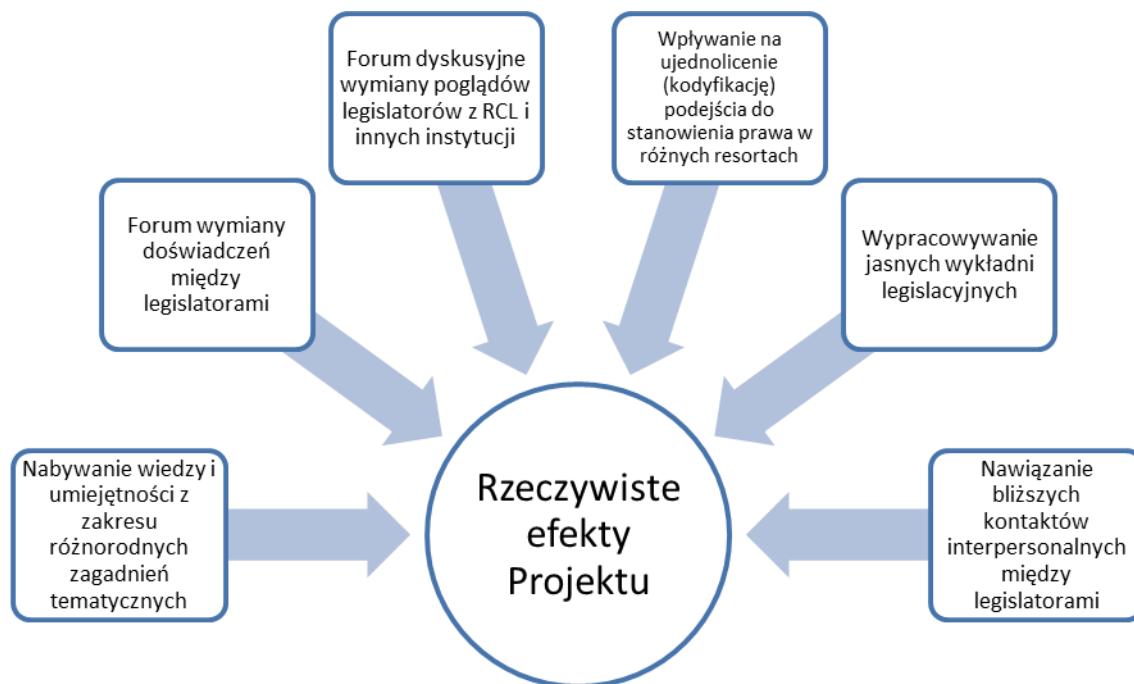 Forum dyskusyjne
wymiany poglądów
legislatorów z RCL i
innych instytucji
Wpływanie na
ujednolicenie
(kodyfikację)
podejścia do
stanowienia prawa w
różnych resortach
Forum wymiany
doświadczeń
między
legislatorami
Wypracowywanie
jasnych wykładni
legislacyjnych
Nabywanie wiedzy i
umiejętności z
zakresu
różnorodnych
zagadnień
tematycznych
Rzeczywiste
efekty
Projektu
Nawiązanie
bliższych
kontaktów
interpersonalnych
między
legislatorami